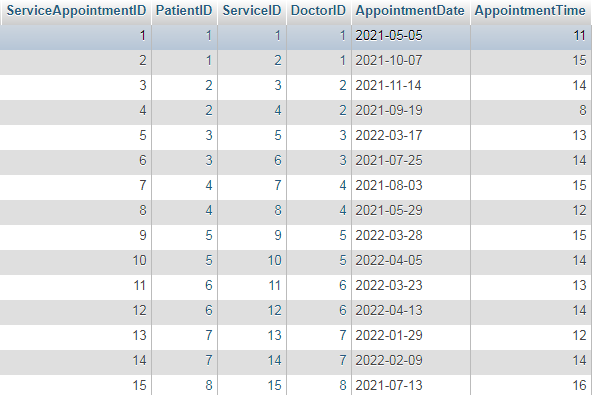 ServiceAppointmentID PatientID ServiceID DoctorID AppointmentDate AppointmentTime
1 1 1 1 2021-05-05 11
2 1 2 1 2021-10-07 15
3 2 3 2 2021-11-14 14
4 2 4 2 2021-09-19 8
5 3 5 3 2022-03-17 13
6 3 6 3 2021-07-25 14
7 4 7 4 2021-08-03 15
8 4 8 4 2021-05-29 12
9 5 9 5 2022-03-28 15
10 5 10 5 2022-04-05 14
11 6 11 6 2022-03-23 13
12 6 12 6 2022-04-13 14
13 7 13 7 2022-01-29 12
14 7 14 7 2022-02-09 14
15 8 15 8 2021-07-13 16